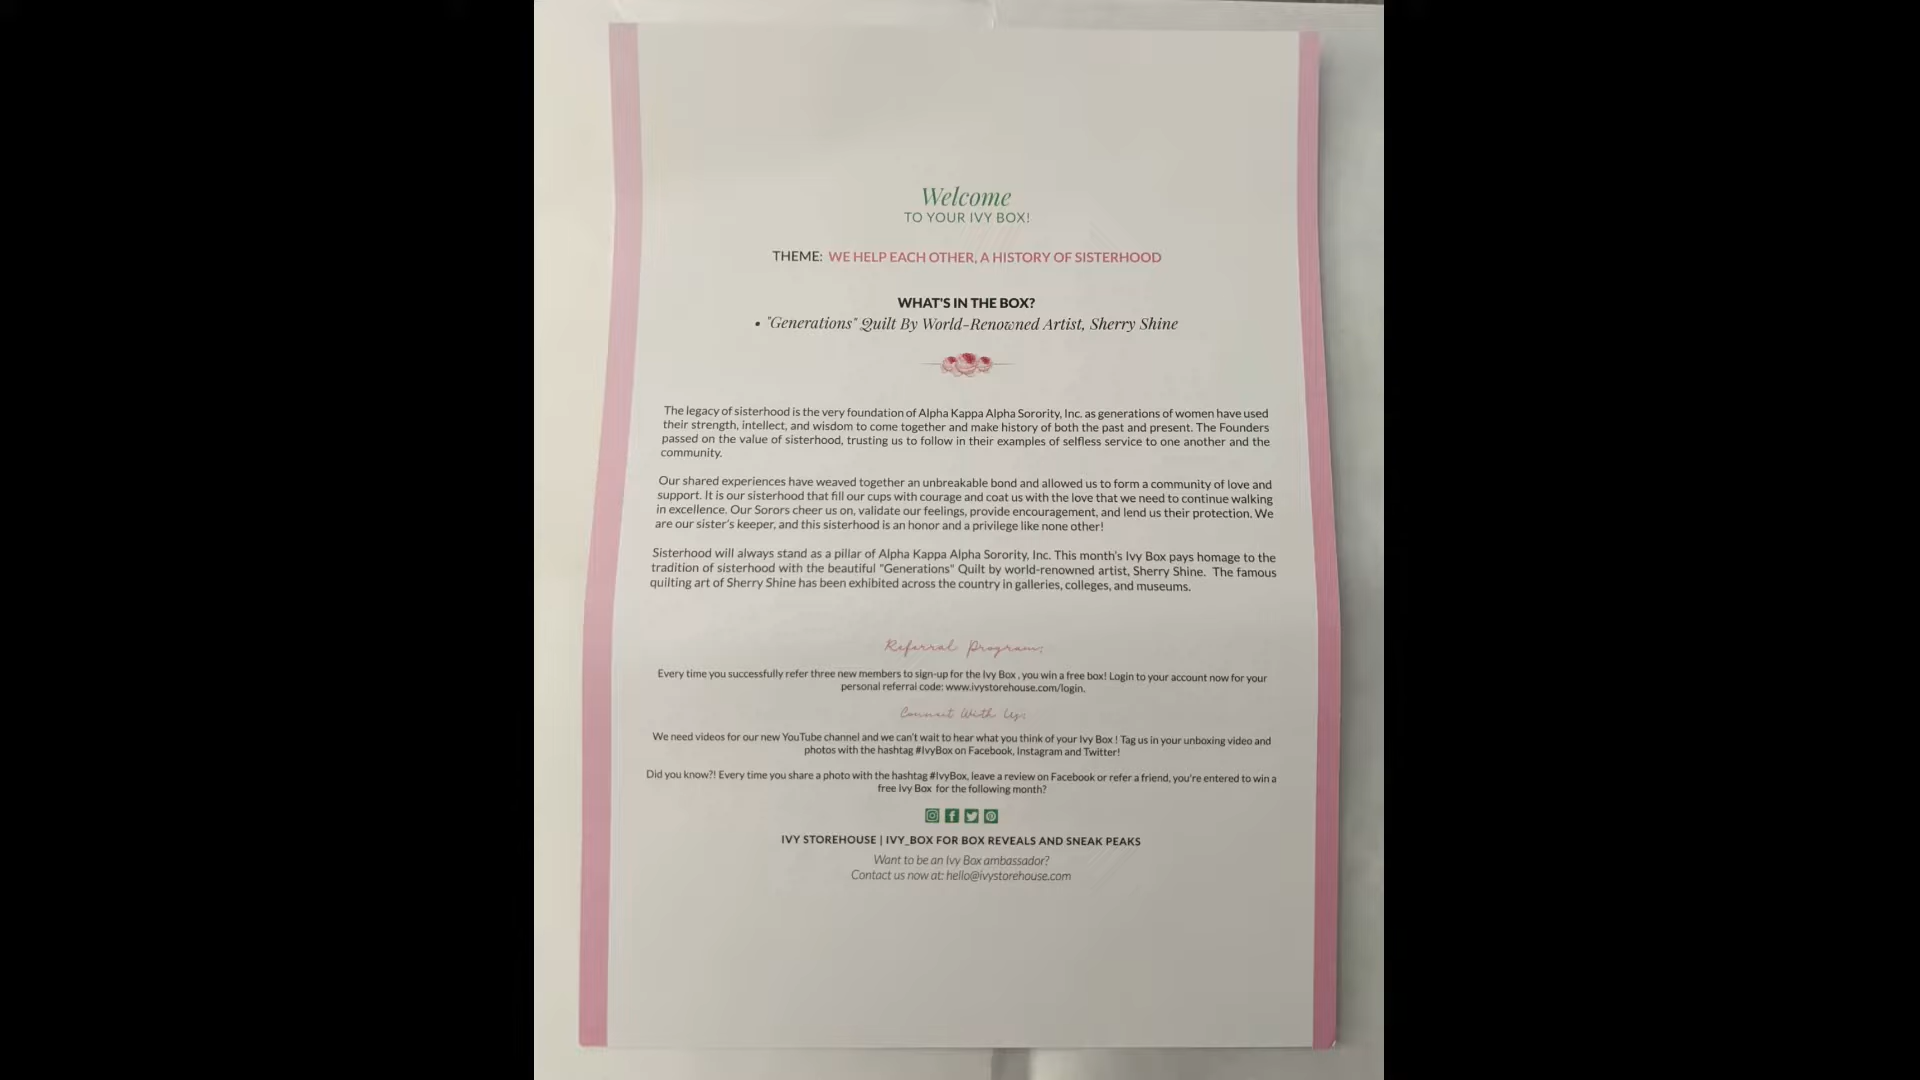 Welcome
TO YOUR IVY BOX!
THEME: WE HELP EACH OTHER, A HISTORY OF SISTERHOOD
WHAT'S IN THE BOX?
• "Generations" Quilt By World-Renowned Artist, Sherry Shine
The legacy of sisterhood is the very foundation of Alpha Kappa Alpha Sorority, Inc. as generations of women have used
their strength, intellect, and wisdom to come together and make history of both the past and present. The Founders
passed on the value of sisterhood, trusting us to follow in their examples of selfless service to one another and the
community.
Our shared experiences have weaved together an unbreakable bond and allowed us to form a community of love and
support. It is our sisterhood that fill our cups with courage and coat us with the love that we need to continue walking
in excellence. Our Sorors cheer us on, validate our feelings, provide encouragement, and lend us their protection. We
are our sister's keeper, and this sisterhood is an honor and a privilege like none other!
Sisterhood will always stand as a pillar of Alpha Kappa Alpha Sorority, Inc. This month's Ivy Box pays homage to the
tradition of sisterhood with the beautiful "Generations" Quilt by world-renowned artist, Sherry Shine. The famous
quilting art of Sherry Shine has been exhibited across the country in galleries, colleges, and museums.
Referral Program:
Every time you successfully refer three new members to sign-up for the Ivy Box , you win a free box! Login to your account now for your
personal referral code: www.ivystorehouse.com/login.
Connect With Us:
We need videos for our new YouTube channel and we can't wait to hear what you think of your Ivy Box ! Tag us in your unboxing video and
photos with the hashtag #IvyBox on Facebook, Instagram and Twitter!
Did you know?! Every time you share a photo with the hashtag #IvyBox, leave a review on Facebook or refer a friend, you're entered to win a
free Ivy Box for the following month?
IVY STOREHOUSE | IVY_BOX FOR BOX REVEALS AND SNEAK PEAKS
Want to be an Ivy Box ambassador?
Contact us now at: hello@ivystorehouse.com